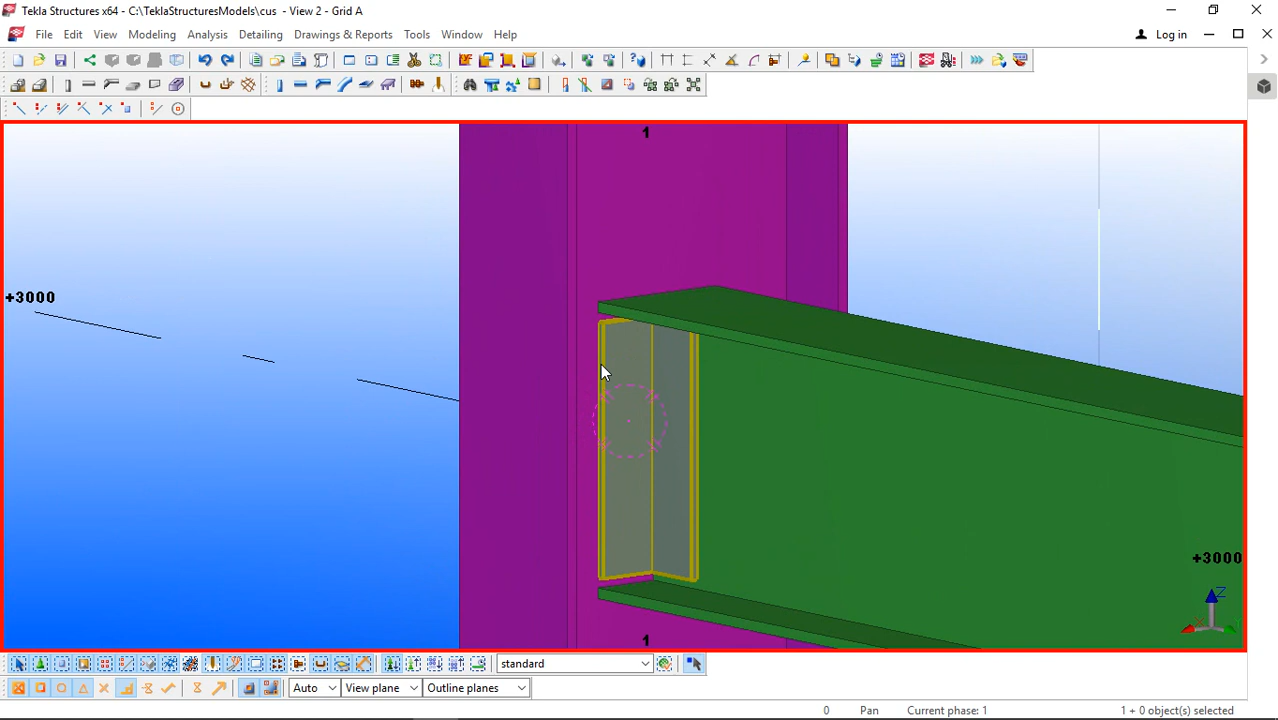 Tekla Structures x64 - C:\TeklaStructuresModels\cus - View 2 - Grid A
File Edit View Modeling Analysis Detailing Drawings & Reports Tools Window Help
Log in
1
+3000
+3000
Z
1
standard
Auto View plane Outline planes
0 Pan Current phase: 1 1 + 0 object(s) selected